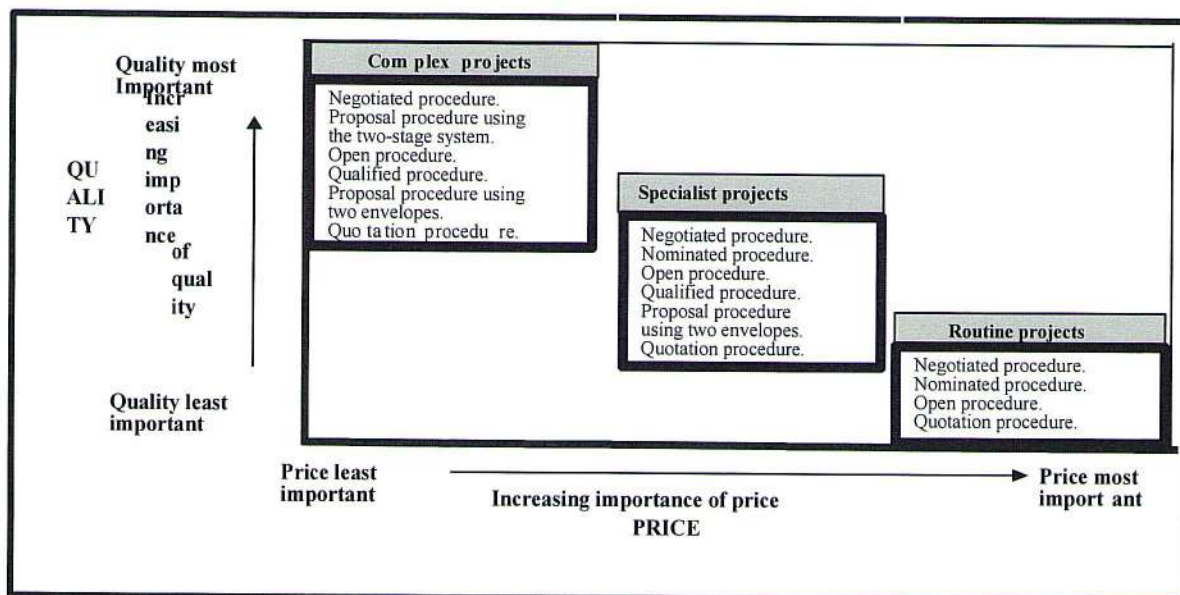 Quality most
Important
Incr
easi
ng
imp
orta
nce
of
qual
ity
QU
ALI
TY
Quality least
important
Com plex projects
Negotiated procedure.
Proposal procedure using
the two-stage system.
Open procedure.
Qualified procedure.
Proposal procedure using
two envelopes.
Quo tation procedu re.
Specialist projects
Negotiated procedure.
Nominated procedure.
Open procedure.
Qualified procedure.
Proposal procedure
using two envelopes.
Quotation procedure.
Routine projects
Negotiated procedure.
Nominated procedure.
Open procedure.
Quotation procedure.
Price least
important
Increasing importance of price
PRICE
Price most
import ant